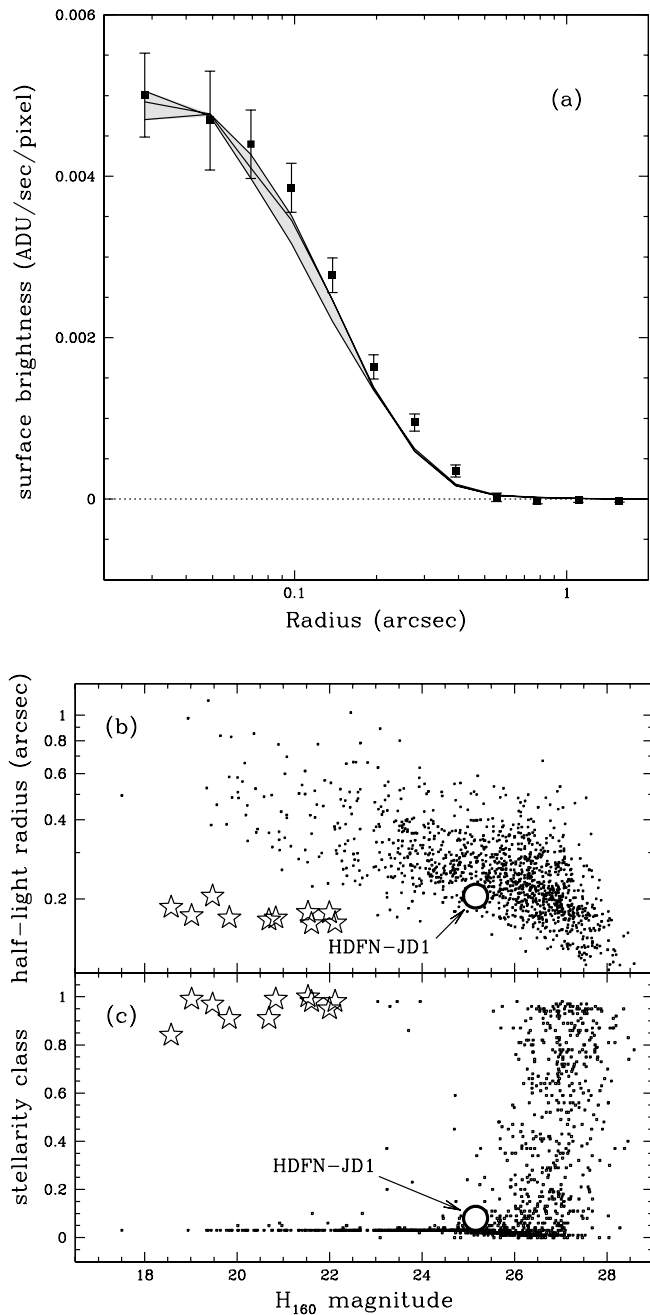 0.006
(a)
0.004
0.002
0
surface brightness (ADU/sec/pixel)
0.1
1
Radius (arcsec)
(b)
1
0.8
0.6
0.4
0.2
half-light radius (arcsec)
HDFN-JD1
(c)
1
0.8
0.6
0.4
0.2
0
stellarity class
HDFN-JD1
18 20 22 24 26 28
H₁₆₀ magnitude